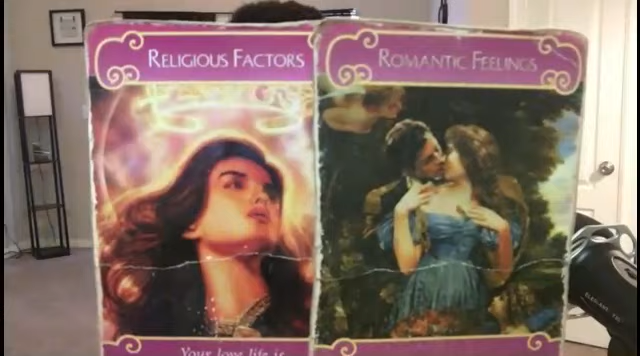 RELIGIOUS FACTORS
ROMANTIC FEELINGS
Your love life is